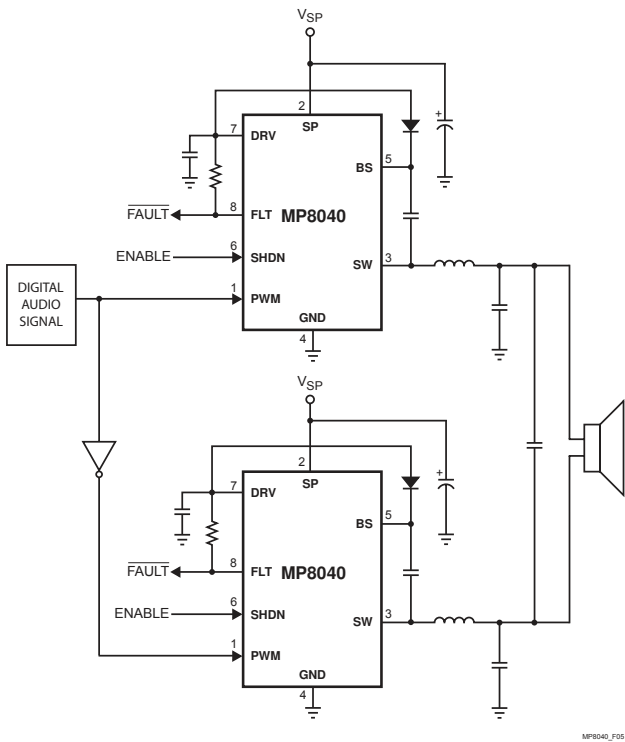 VSP
2
SP
7
DRV
5
BS
FAULT
8
FLT
MP8040
ENABLE
6
SHDN
3
SW
DIGITAL
AUDIO
SIGNAL
1
PWM
GND
4
+
VSP
2
SP
7
DRV
5
BS
FAULT
8
FLT
MP8040
ENABLE
6
SHDN
3
SW
1
PWM
GND
4
+
MP8040_F05